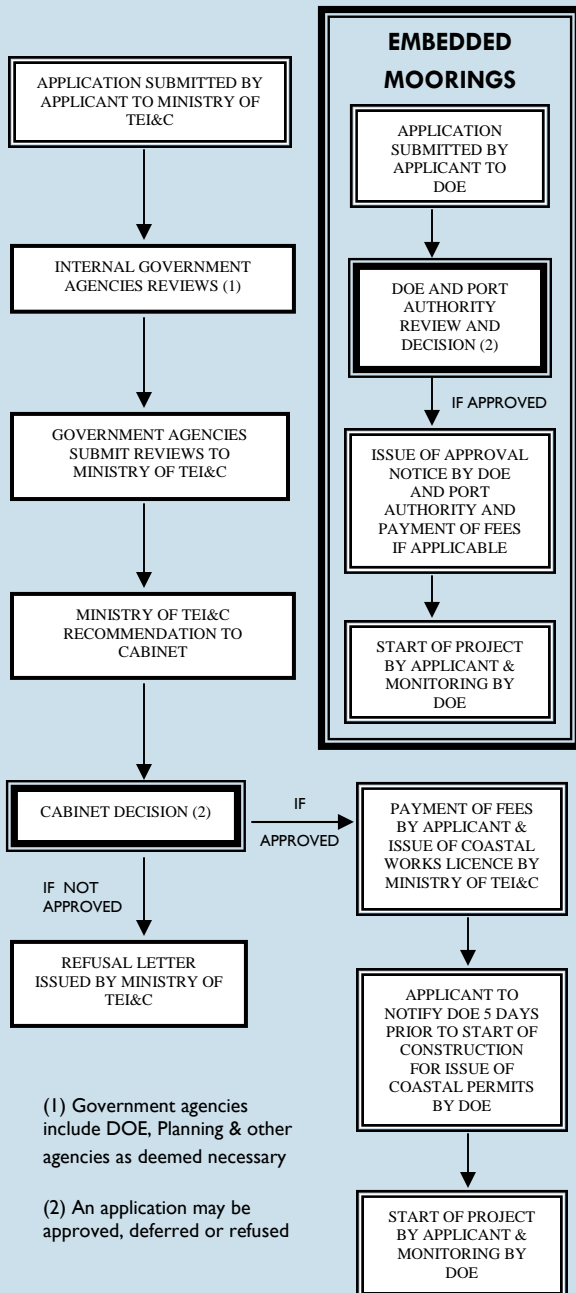 APPLICATION SUBMITTED BY
APPLICANT TO MINISTRY OF
TEI&C
INTERNAL GOVERNMENT
AGENCIES REVIEWS (1)
GOVERNMENT AGENCIES
SUBMIT REVIEWS TO
MINISTRY OF TEI&C
MINISTRY OF TEI&C
RECOMMENDATION TO
CABINET
CABINET DECISION (2)
IF
APPROVED
IF NOT
APPROVED
REFUSAL LETTER
ISSUED BY MINISTRY OF
TEI&C
PAYMENT OF FEES
BY APPLICANT &
ISSUE OF COASTAL
WORKS LICENCE BY
MINISTRY OF TEI&C
APPLICANT TO
NOTIFY DOE 5 DAYS
PRIOR TO START OF
CONSTRUCTION
FOR ISSUE OF
COASTAL PERMITS
BY DOE
START OF PROJECT
BY APPLICANT &
MONITORING BY
DOE
EMBEDDED
MOORINGS
APPLICATION
SUBMITTED BY
APPLICANT TO
DOE
DOE AND PORT
AUTHORITY
REVIEW AND
DECISION (2)
IF APPROVED
ISSUE OF APPROVAL
NOTICE BY DOE
AND PORT
AUTHORITY AND
PAYMENT OF FEES
IF APPLICABLE
START OF PROJECT
BY APPLICANT &
MONITORING BY
DOE
(1) Government agencies
include DOE, Planning & other
agencies as deemed necessary
(2) An application may be
approved, deferred or refused